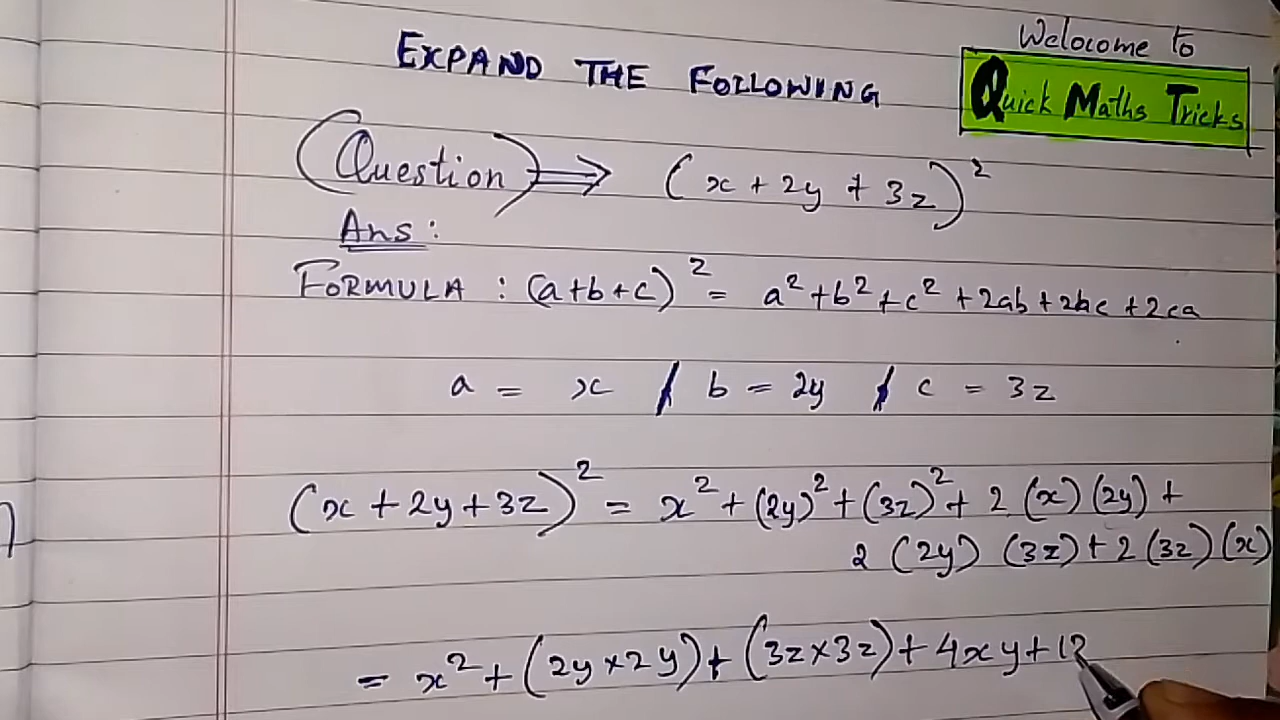 Welocome to
Quick Maths Tricks
EXPAND THE FOLLOWING
(Question) ⇒ (x + 2y + 3z)²
Ans :
FORMULA : (a+b+c)² = a² + b² + c² + 2ab + 2bc + 2ca
a = x / b = 2y / c = 3z
(x + 2y + 3z)² = x² + (2y)² + (3z)² + 2 (x) (2y) +
2 (2y) (3z) + 2 (3z) (x)
= x² + (2y × 2y) + (3z × 3z) + 4xy + 12